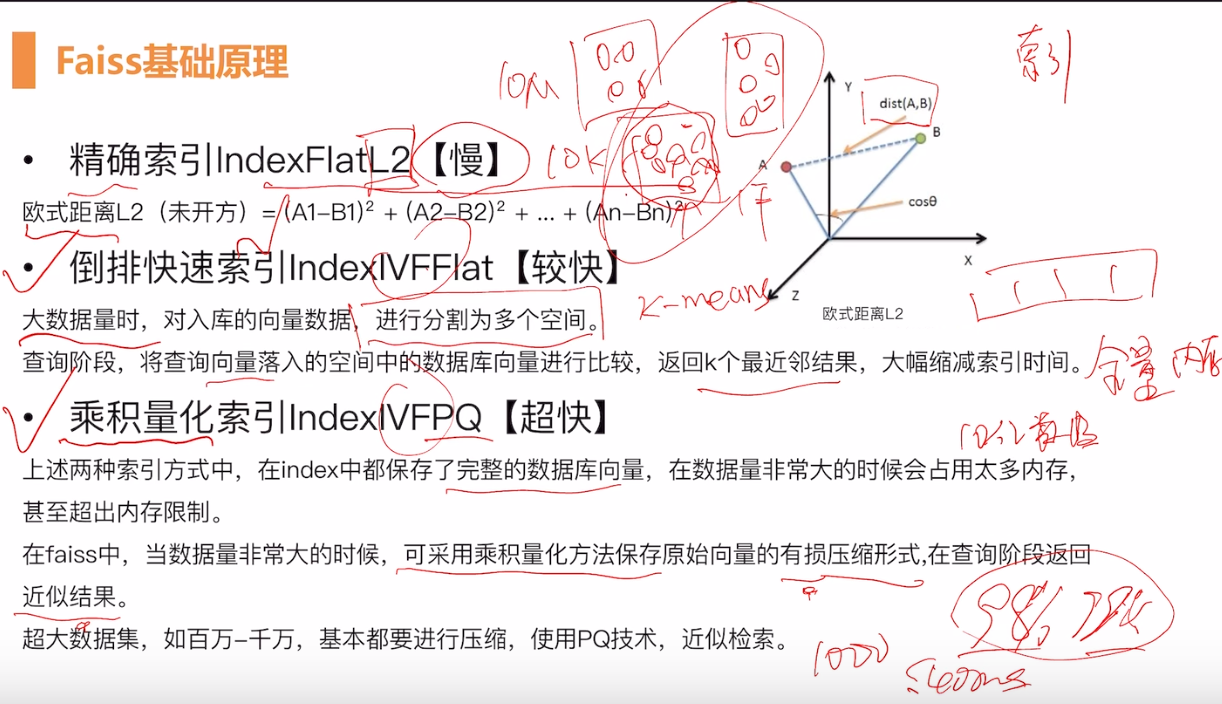 Faiss基础原理
索引
10M
• 精确索引IndexFlatL2【慢】
10K
欧式距离L2（未开方）= (A1-B1)² + (A2-B2)² + ... + (An-Bn)²
Y
dist(A,B)
B
A
cosθ
X
Z
欧式距离L2
• 倒排快速索引IndexIVFFlat【较快】
K-means
大数据量时，对入库的向量数据，进行分割为多个空间。
查询阶段，将查询向量落入的空间中的数据库向量进行比较，返回k个最近邻结果，大幅缩减索引时间。
全量 内存
• 乘积量化索引IndexIVFPQ【超快】
10亿数据
上述两种索引方式中，在index中都保存了完整的数据库向量，在数据量非常大的时候会占用太多内存，
甚至超出内存限制。
在faiss中，当数据量非常大的时候，可采用乘积量化方法保存原始向量的有损压缩形式,在查询阶段返回
近似结果。
98%
超大数据集，如百万-千万，基本都要进行压缩，使用PQ技术，近似检索。
1000